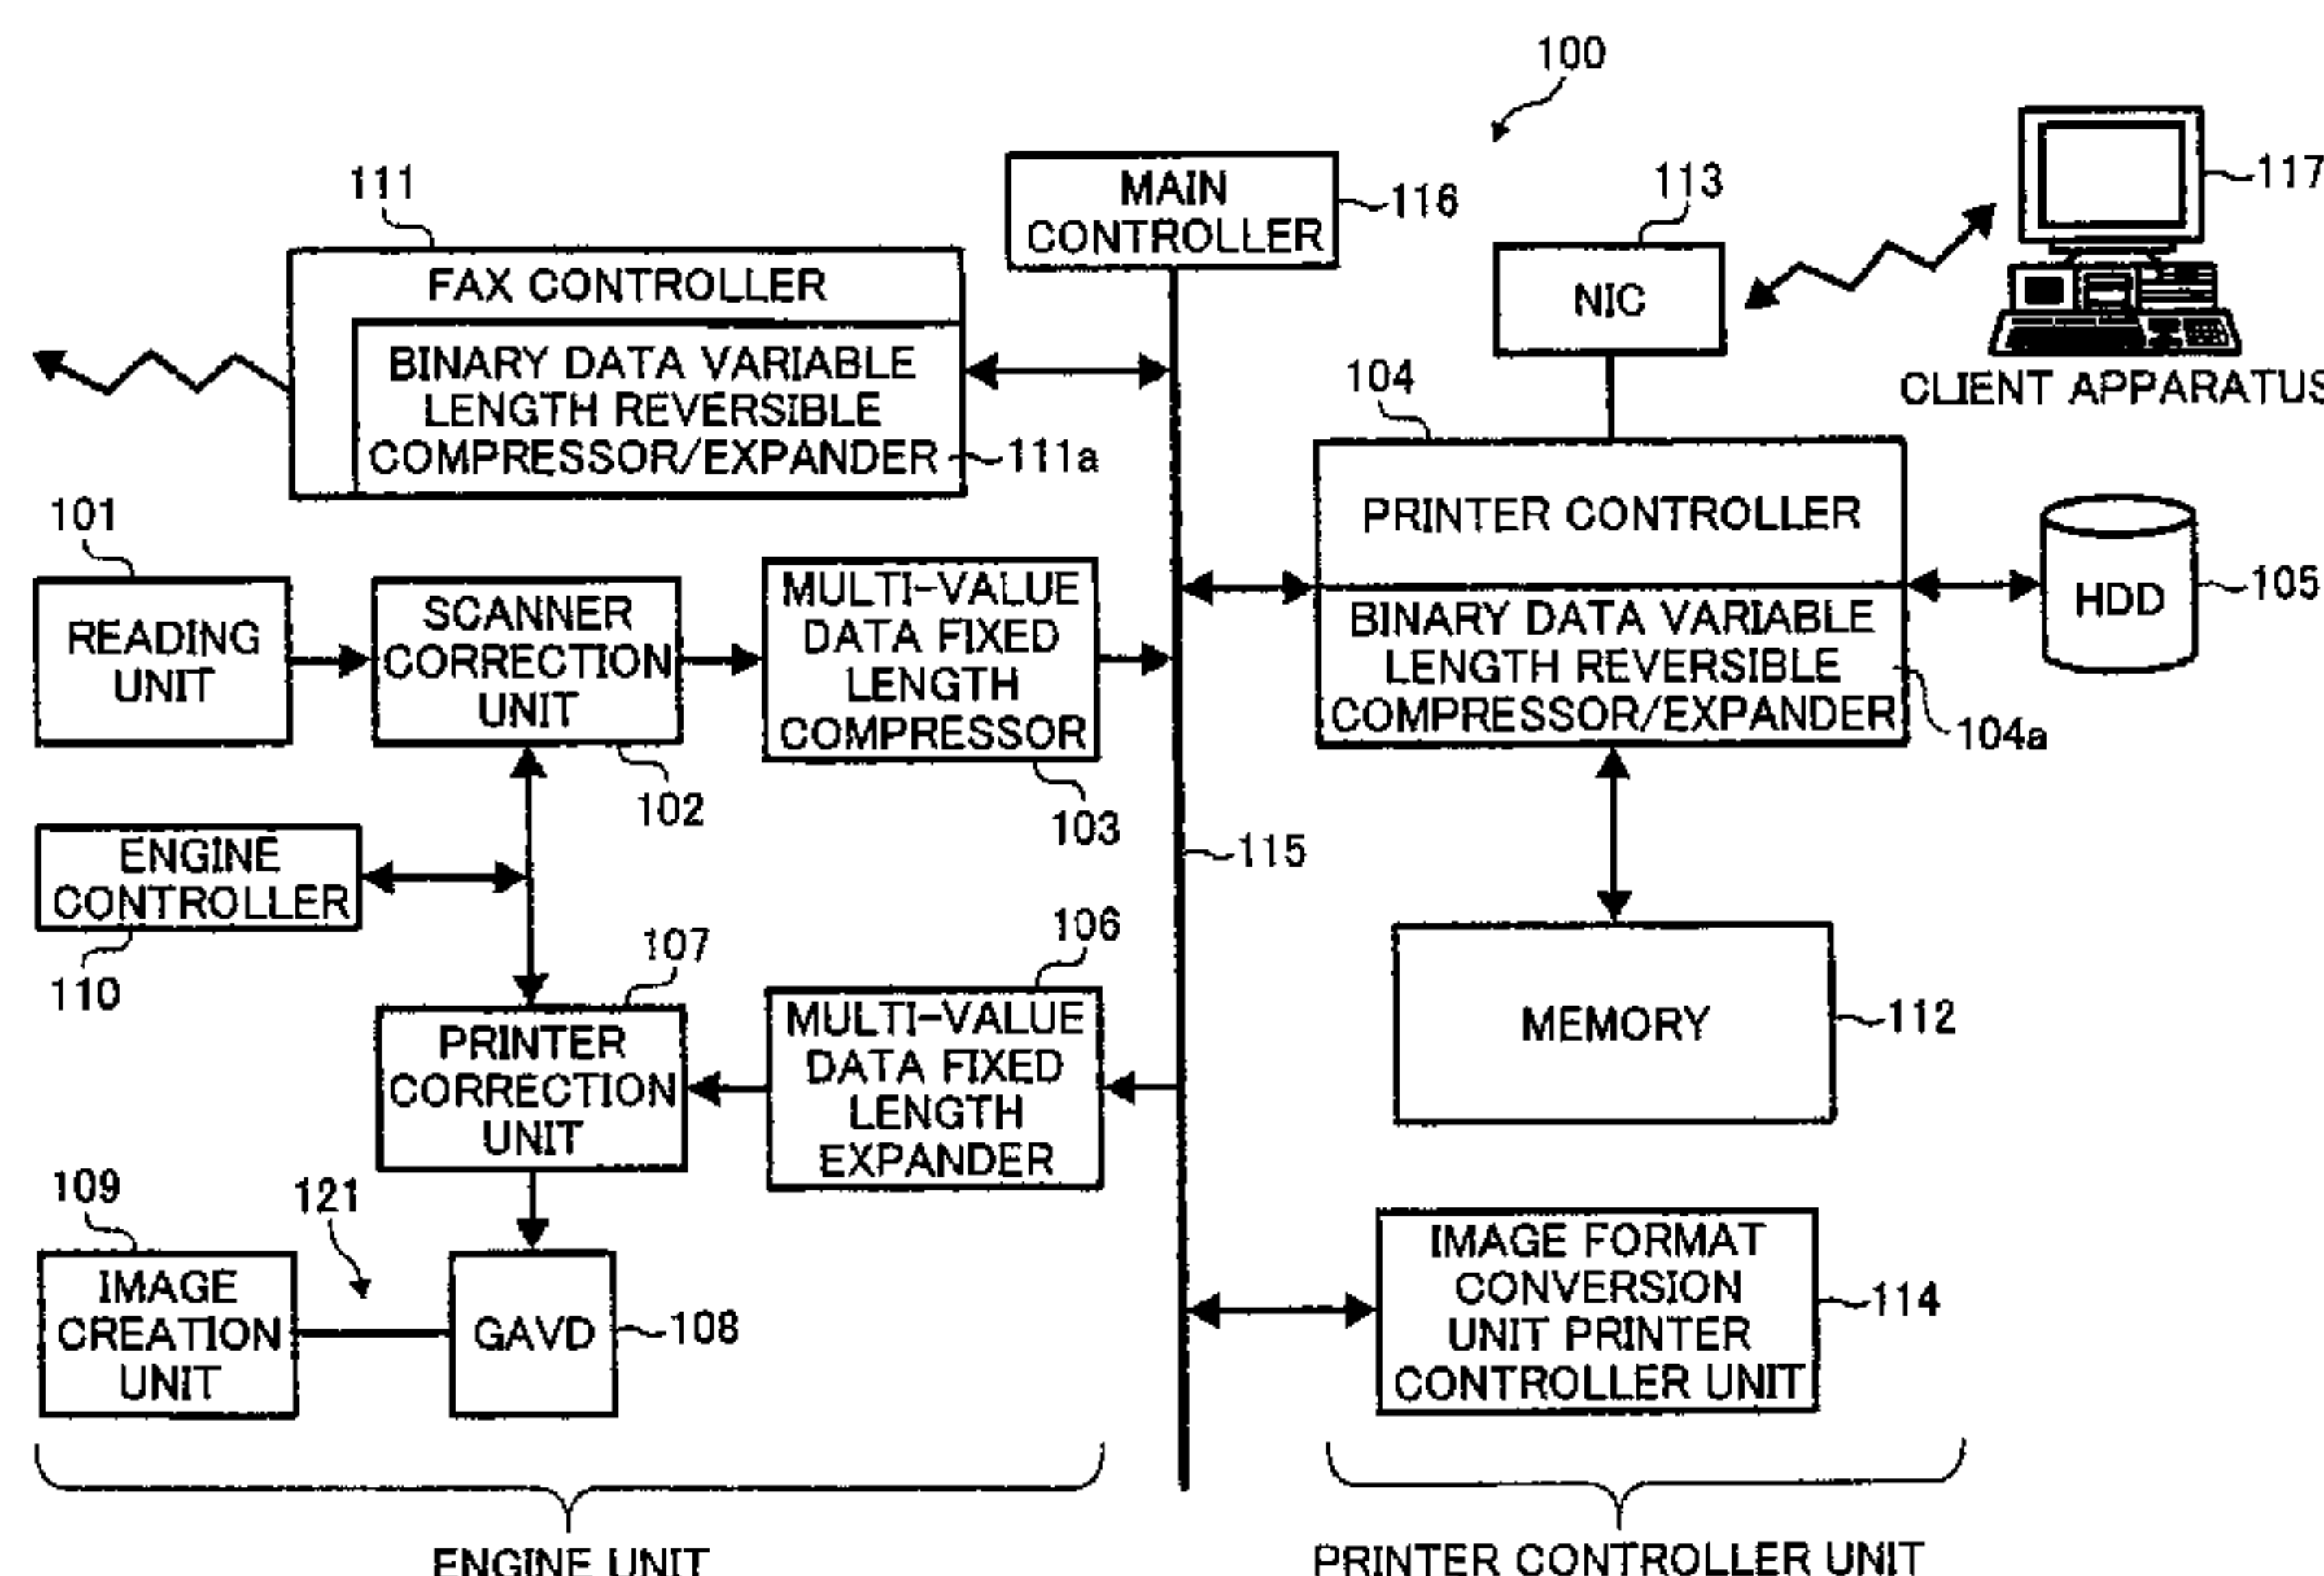 100
111
MAIN
CONTROLLER
116
113
117
FAX CONTROLLER
NIC
BINARY DATA VARIABLE
LENGTH REVERSIBLE
COMPRESSOR/EXPANDER
111a
104
CLIENT APPARATUS
101
PRINTER CONTROLLER
READING
UNIT
SCANNER
CORRECTION
UNIT
MULTI-VALUE
DATA FIXED
LENGTH
COMPRESSOR
BINARY DATA VARIABLE
LENGTH REVERSIBLE
COMPRESSOR/EXPANDER
HDD
105
104a
102
103
ENGINE
CONTROLLER
115
110
107
106
PRINTER
CORRECTION
UNIT
MULTI-VALUE
DATA FIXED
LENGTH
EXPANDER
MEMORY
112
109
121
IMAGE
CREATION
UNIT
GAVD
108
IMAGE FORMAT
CONVERSION
UNIT PRINTER
CONTROLLER UNIT
114
ENGINE UNIT
PRINTER CONTROLLER UNIT